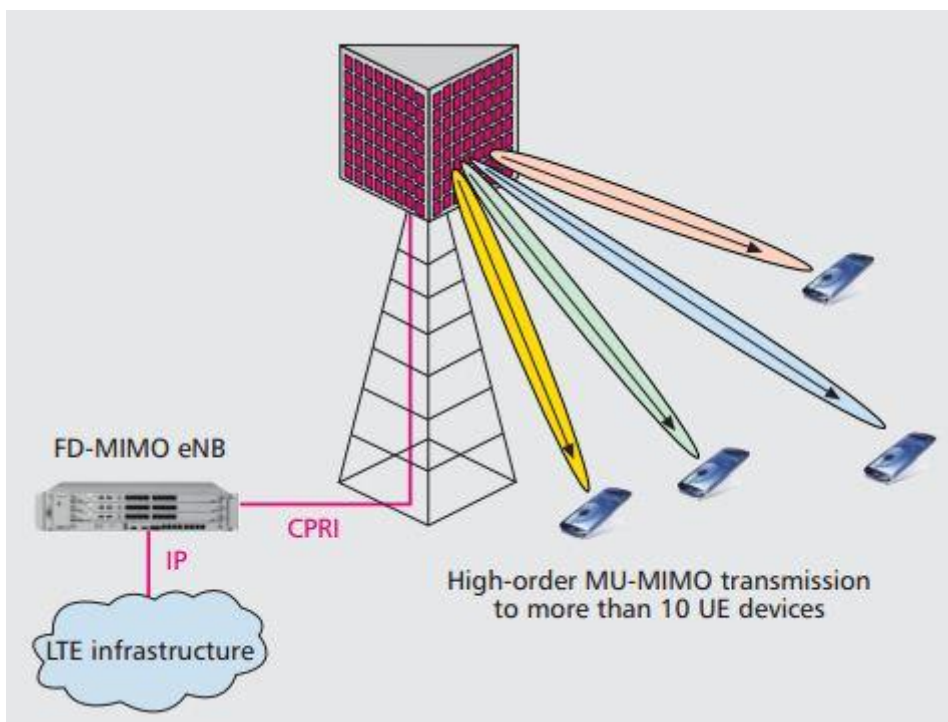 FD-MIMO eNB
CPRI
IP
LTE infrastructure
High-order MU-MIMO transmission
to more than 10 UE devices